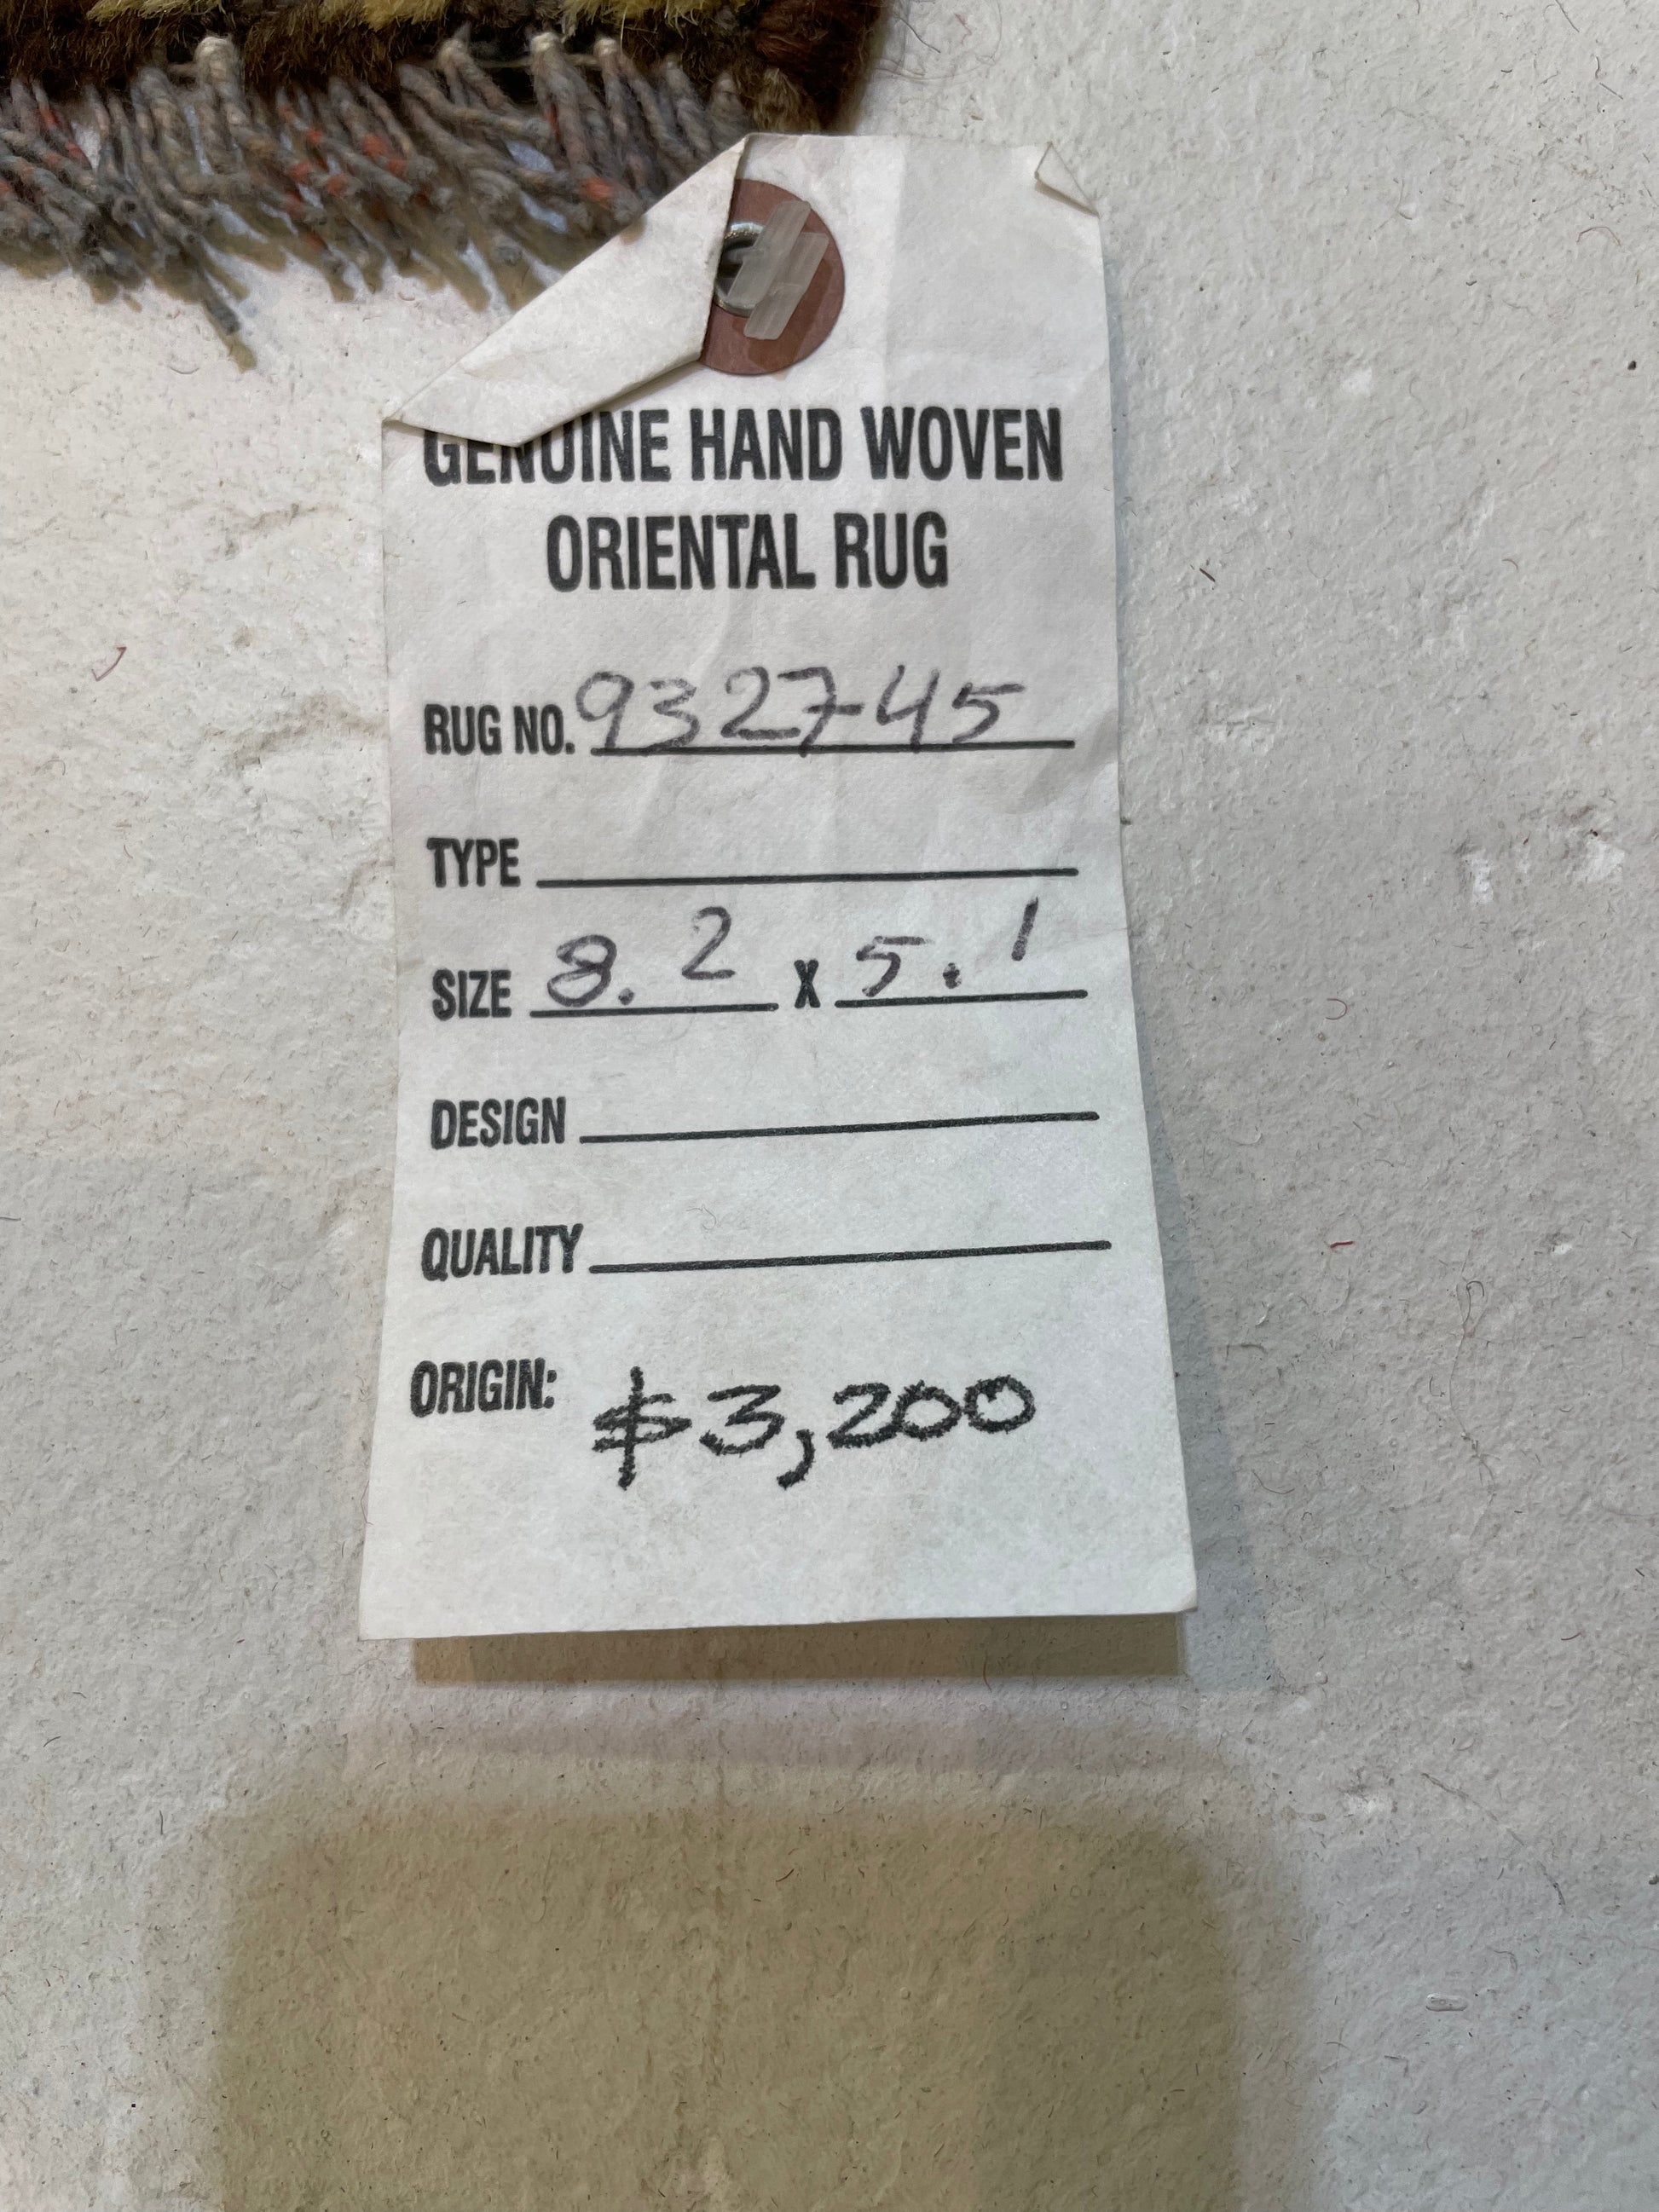 GENUINE HAND WOVEN
ORIENTAL RUG
RUG NO. 932745
TYPE
SIZE 8.2 X 5.1
DESIGN
QUALITY
ORIGIN: $3,200